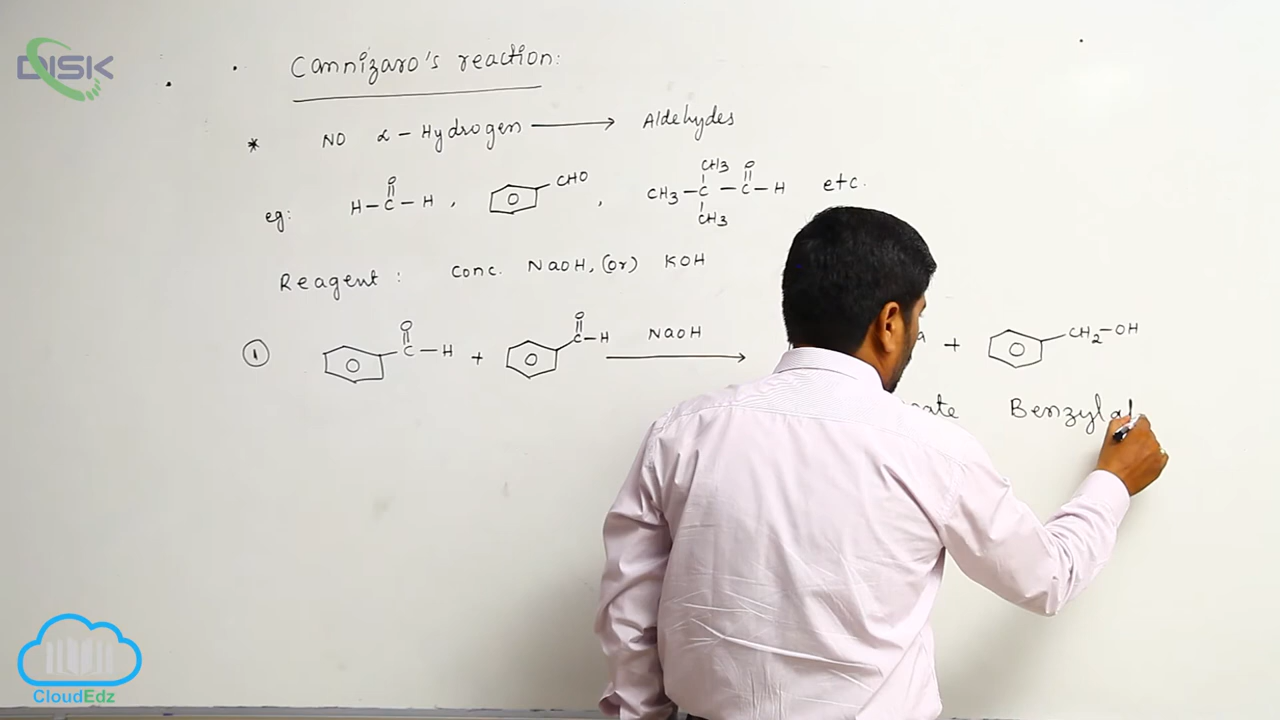 DISK
Cannizaro's reaction:
* NO α - Hydrogen ⟶ Aldehydes
eg: H-C(=O)-H, CHO, CH3-C(CH3)(CH3)-C(=O)-H etc.
Reagent: Conc. NaOH, (or) KOH
① C(=O)-H + C(=O)-H NaOH ⟶ + CH2-OH
Benzylal
CloudEdz